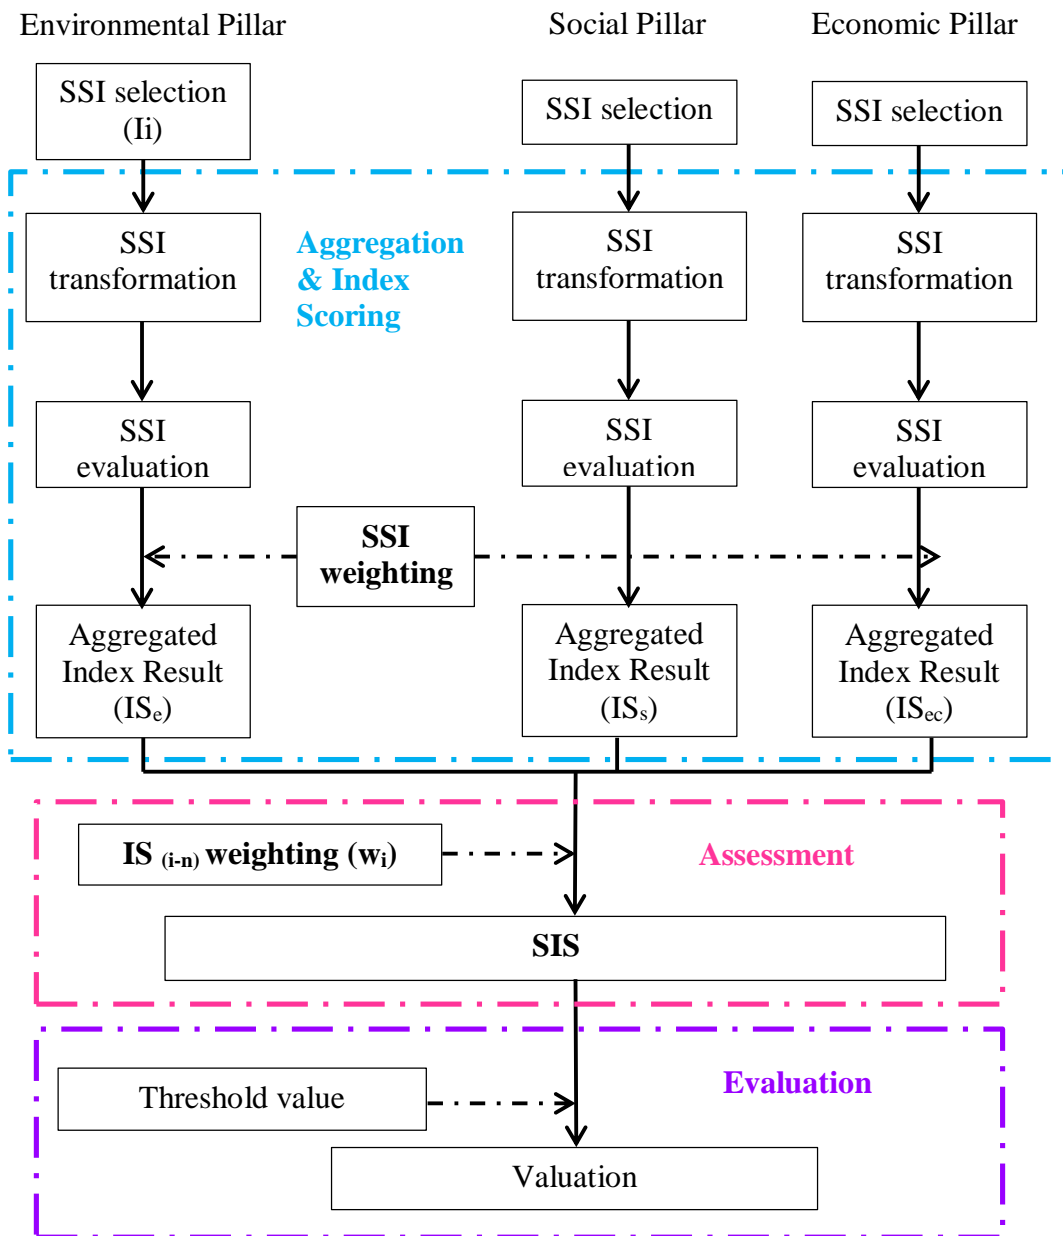 Environmental Pillar
Social Pillar
Economic Pillar
SSI selection
(Ii)
SSI selection
SSI selection
SSI
transformation
Aggregation
& Index
Scoring
SSI
transformation
SSI
transformation
SSI
evaluation
SSI
evaluation
SSI
evaluation
SSI
weighting
Aggregated
Index Result
(ISe)
Aggregated
Index Result
(ISs)
Aggregated
Index Result
(ISec)
IS (i-n) weighting (wi)
Assessment
SIS
Evaluation
Threshold value
Valuation